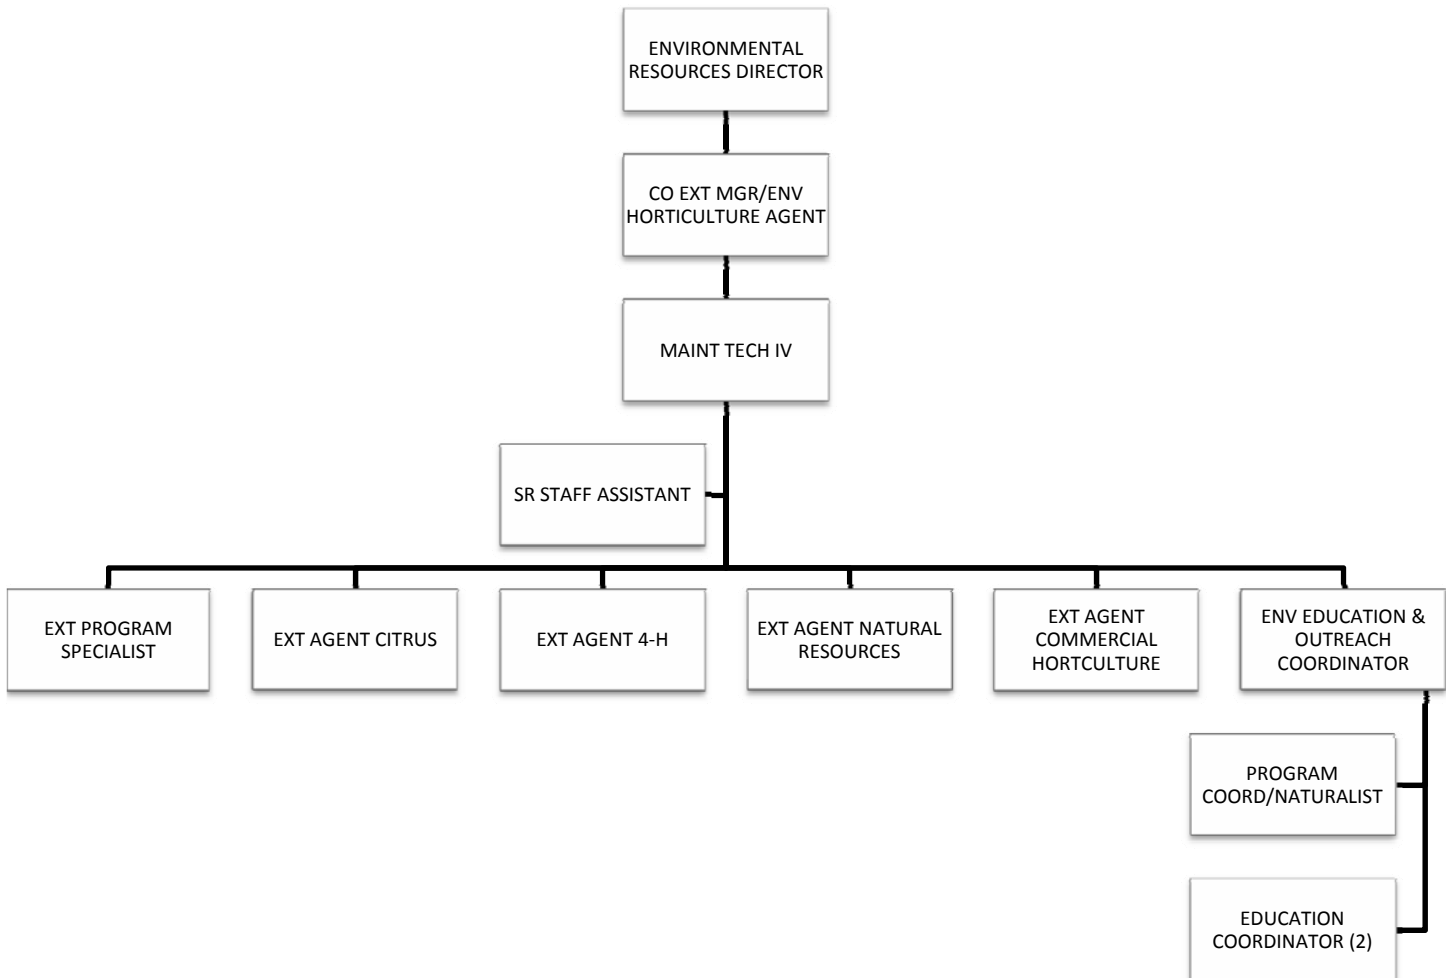 ENVIRONMENTAL
RESOURCES DIRECTOR
CO EXT MGR/ENV
HORTICULTURE AGENT
MAINT TECH IV
SR STAFF ASSISTANT
EXT PROGRAM
SPECIALIST
EXT AGENT CITRUS
EXT AGENT 4-H
EXT AGENT NATURAL
RESOURCES
EXT AGENT
COMMERCIAL
HORTCULTURE
ENV EDUCATION &
OUTREACH
COORDINATOR
PROGRAM
COORD/NATURALIST
EDUCATION
COORDINATOR (2)